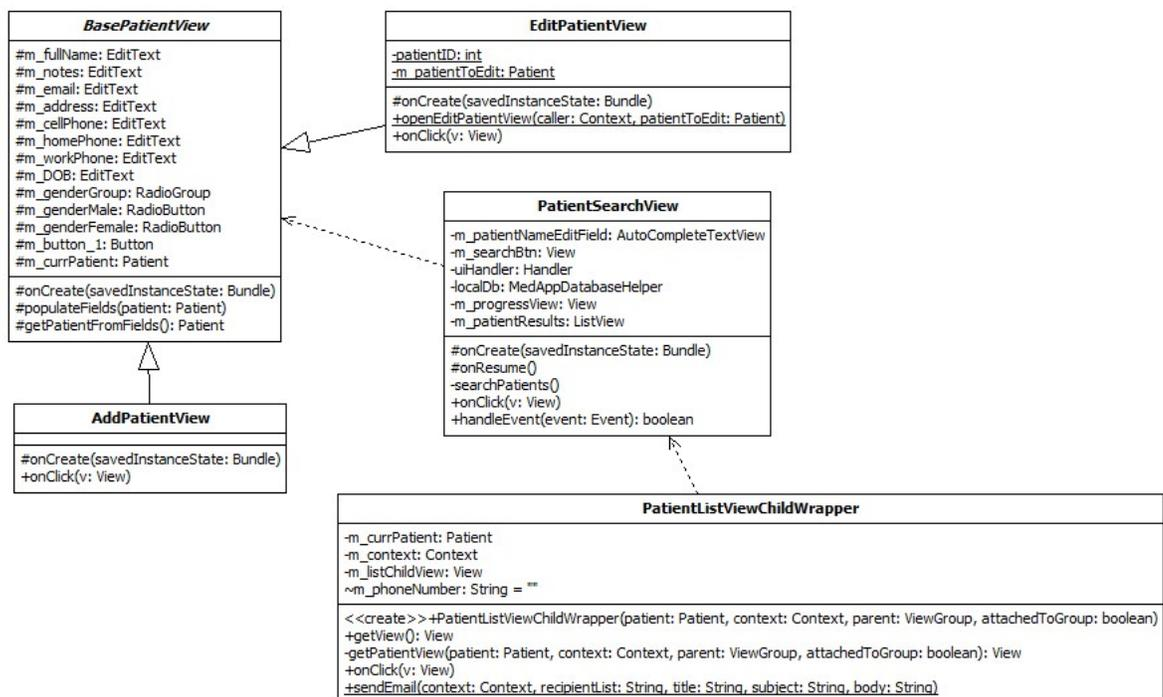 BasePatientView
#m_fullName: EditText
#m_notes: EditText
#m_email: EditText
#m_address: EditText
#m_cellPhone: EditText
#m_homePhone: EditText
#m_workPhone: EditText
#m_DOB: EditText
#m_genderGroup: RadioGroup
#m_genderMale: RadioButton
#m_genderFemale: RadioButton
#m_button_1: Button
#m_currPatient: Patient
#onCreate(savedInstanceState: Bundle)
#populateFields(patient: Patient)
#getPatientFromFields(): Patient
EditPatientView
-patientID: int
-m_patientToEdit: Patient
#onCreate(savedInstanceState: Bundle)
+openEditPatientView(caller: Context, patientToEdit: Patient)
+onClick(v: View)
PatientSearchView
-m_patientNameEditField: AutoCompleteTextView
-m_searchBtn: View
-uiHandler: Handler
-localDb: MedAppDatabaseHelper
-m_progressView: View
-m_patientResults: ListView
#onCreate(savedInstanceState: Bundle)
#onResume()
-searchPatients()
+onClick(v: View)
+handleEvent(event: Event): boolean
AddPatientView
#onCreate(savedInstanceState: Bundle)
+onClick(v: View)
PatientListViewChildWrapper
-m_currPatient: Patient
-m_context: Context
-m_listChildView: View
~m_phoneNumber: String = ""
<<create>>+PatientListViewChildWrapper(patient: Patient, context: Context, parent: ViewGroup, attachedToGroup: boolean)
+getView(): View
-getPatientView(patient: Patient, context: Context, parent: ViewGroup, attachedToGroup: boolean): View
+onClick(v: View)
+sendEmail(context: Context, recipientList: String, title: String, subject: String, body: String)